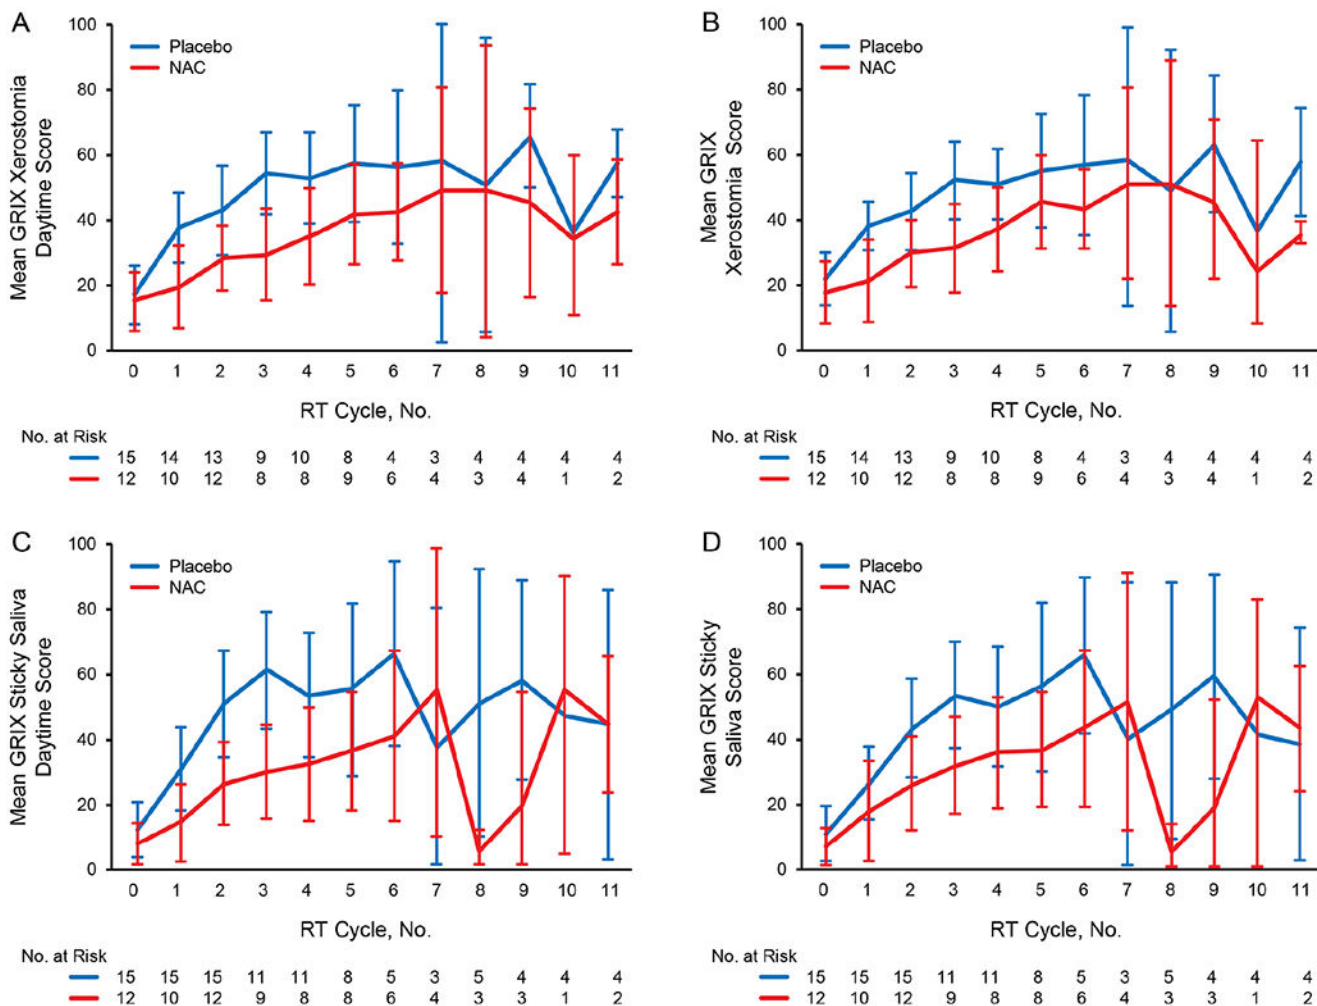 A
Placebo
NAC
Mean GRIX Xerostomia
Daytime Score
100
80
60
40
20
0
0 1 2 3 4 5 6 7 8 9 10 11
RT Cycle, No.
No. at Risk
15 14 13 9 10 8 4 3 4 4 4 4
12 10 12 8 8 9 6 4 3 4 1 2
B
Placebo
NAC
Mean GRIX
Xerostomia Score
100
80
60
40
20
0
0 1 2 3 4 5 6 7 8 9 10 11
RT Cycle, No.
No. at Risk
15 14 13 9 10 8 4 3 4 4 4 4
12 10 12 8 8 9 6 4 3 4 1 2
C
Placebo
NAC
Mean GRIX Sticky Saliva
Daytime Score
100
80
60
40
20
0
0 1 2 3 4 5 6 7 8 9 10 11
RT Cycle, No.
No. at Risk
15 15 15 11 11 8 5 3 5 4 4 4
12 10 12 9 8 8 6 4 3 3 1 2
D
Placebo
NAC
Mean GRIX Sticky
Saliva Score
100
80
60
40
20
0
0 1 2 3 4 5 6 7 8 9 10 11
RT Cycle, No.
No. at Risk
15 15 15 11 11 8 5 3 5 4 4 4
12 10 12 9 8 8 6 4 3 3 1 2